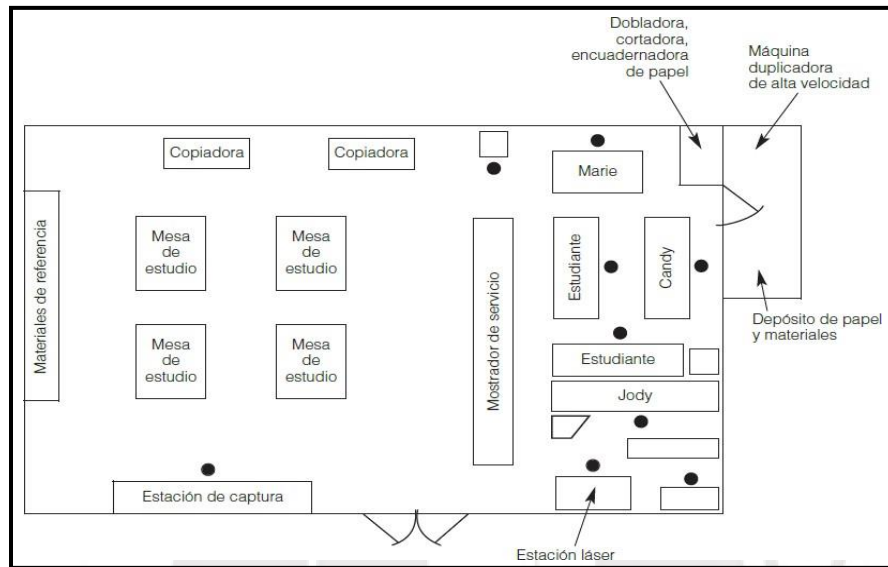 Dobladora,
cortadora,
encuadernadora
de papel
Máquina
duplicadora
de alta velocidad
Copiadora
Copiadora
Marie
Materiales de referencia
Mesa
de
estudio
Mesa
de
estudio
Mostrador de servicio
Estudiante
Candy
Depósito de papel
y materiales
Mesa
de
estudio
Mesa
de
estudio
Estudiante
Jody
Estación de captura
Estación láser